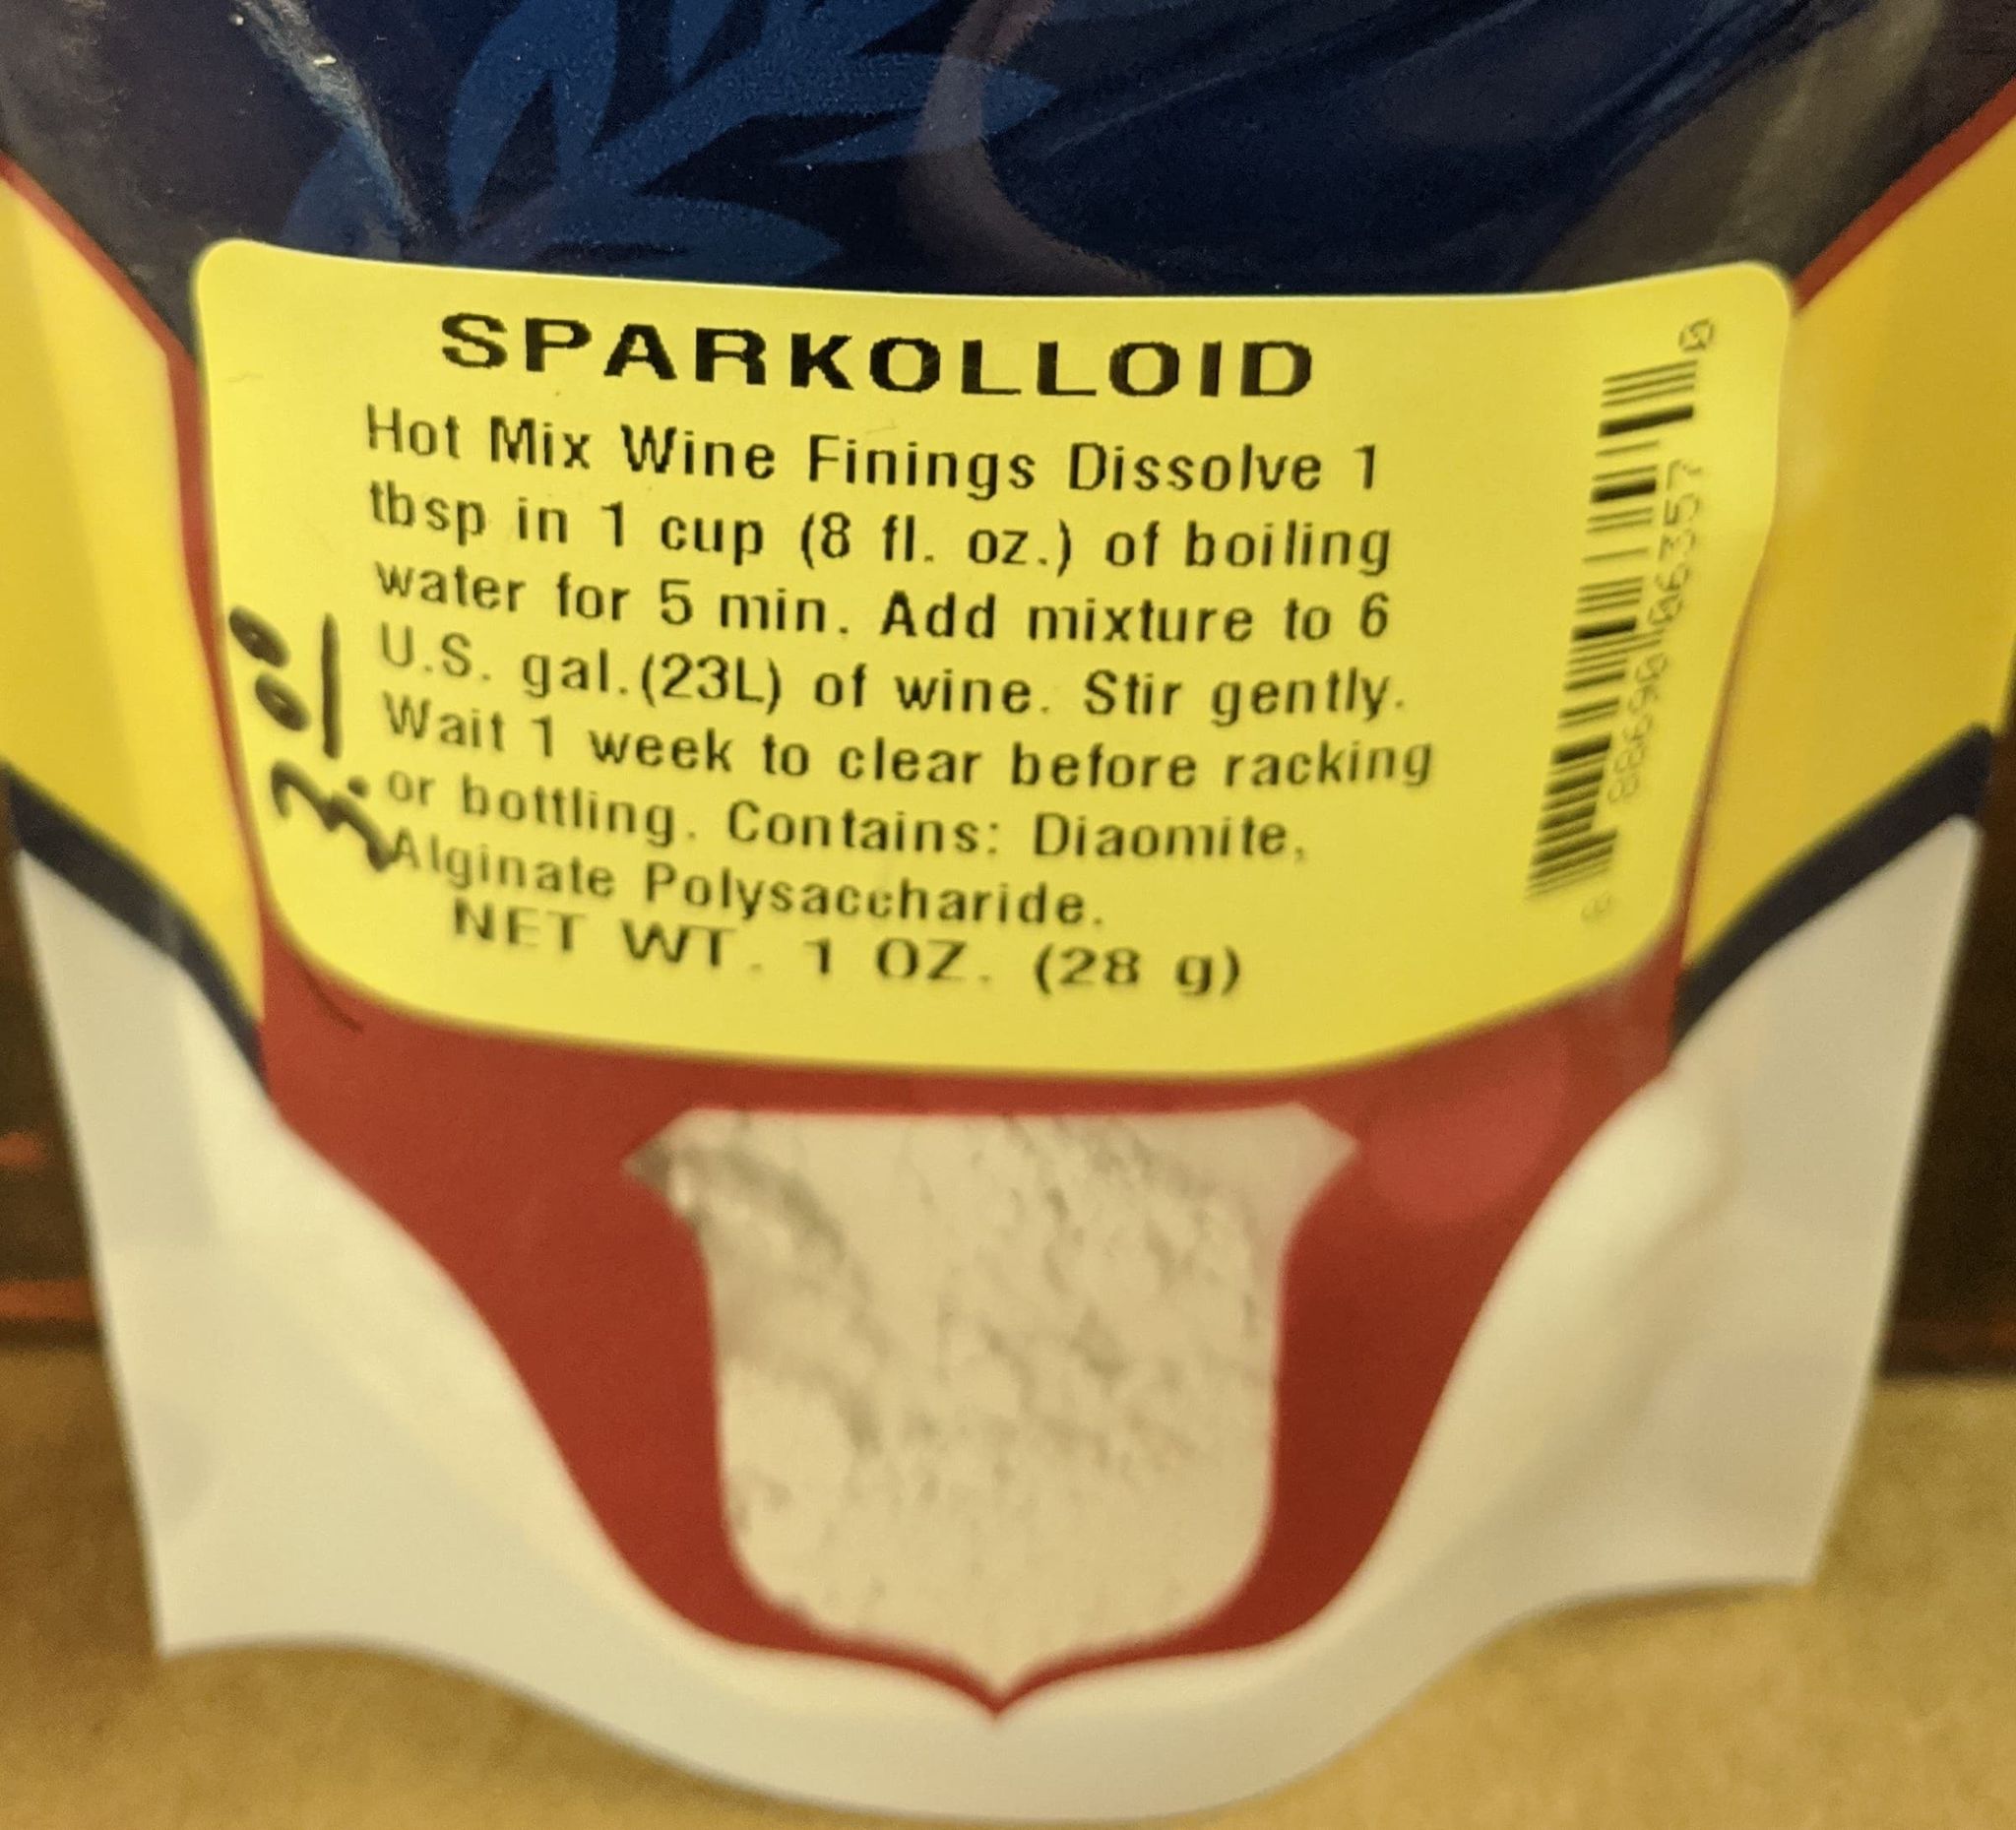 SPARKOLLOID
Hot Mix Wine Finings Dissolve 1
tbsp in 1 cup (8 fl. oz.) of boiling
water for 5 min. Add mixture to 6
U.S. gal.(23L) of wine. Stir gently.
Wait 1 week to clear before racking
or bottling. Contains: Diaomite,
Alginate Polysaccharide.
NET WT. 1 OZ. (28 g)